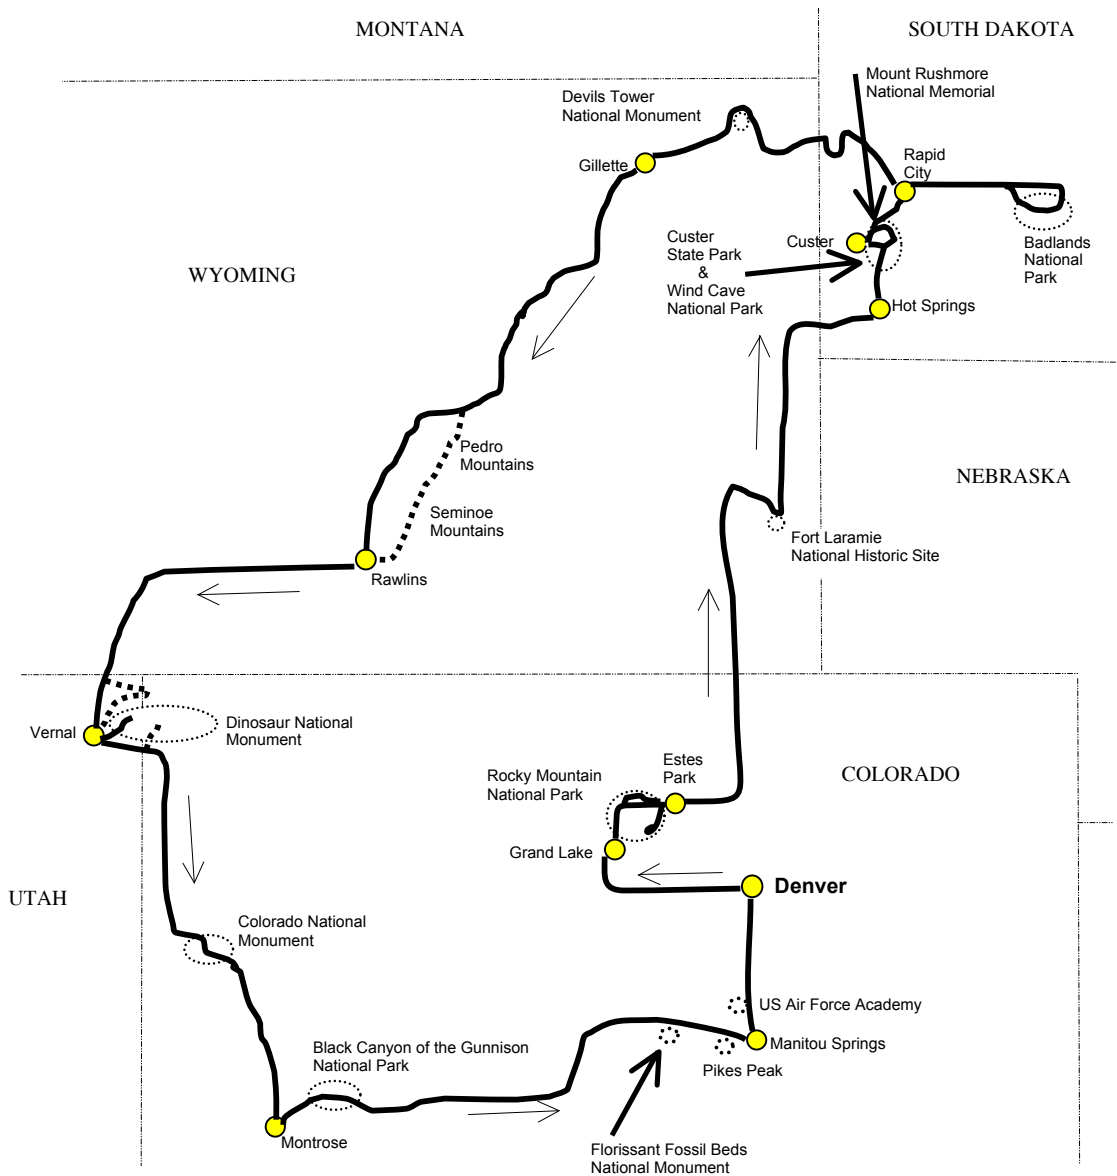 MONTANA
SOUTH DAKOTA
Mount Rushmore
National Memorial
Devils Tower
National Monument
Gillette
Rapid
City
Custer
State Park
&
Wind Cave
National Park
Custer
Badlands
National
Park
WYOMING
Hot Springs
Pedro
Mountains
NEBRASKA
Seminoe
Mountains
Fort Laramie
National Historic Site
Rawlins
Vernal
Dinosaur National
Monument
Estes
Park
Rocky Mountain
National Park
COLORADO
Grand Lake
Denver
UTAH
Colorado National
Monument
US Air Force Academy
Manitou Springs
Black Canyon of the Gunnison
National Park
Pikes Peak
Montrose
Florissant Fossil Beds
National Monument